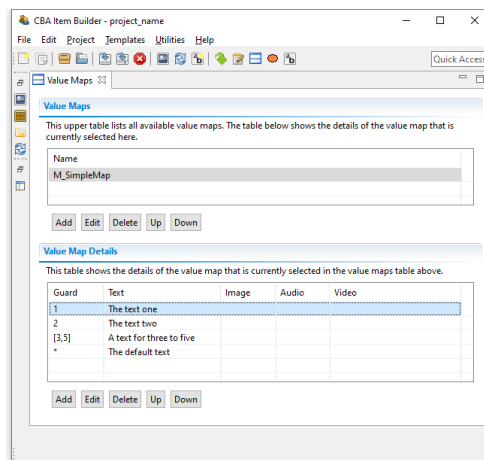 CBA Item Builder - project_name
File Edit Project Templates Utilities Help
Quick Access
Value Maps
Value Maps
This upper table lists all available value maps. The table below shows the details of the value map that is
currently selected here.
Name
M_SimpleMap
Add Edit Delete Up Down
Value Map Details
This table shows the details of the value map that is currently selected in the value maps table above.
Guard Text Image Audio Video
1 The text one
2 The text two
[3,5] A text for three to five
* The default text
Add Edit Delete Up Down